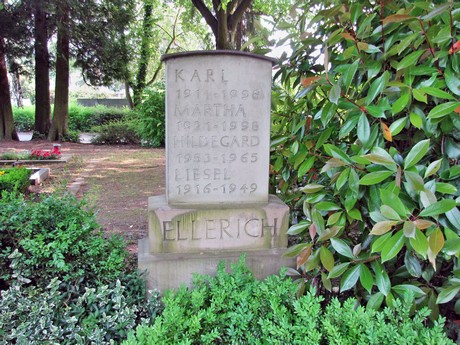 KARL
1911-1998
MARTHA
1921-1998
HILDEGARD
1953-1965
LIESEL
1916-1949
ELLERICH